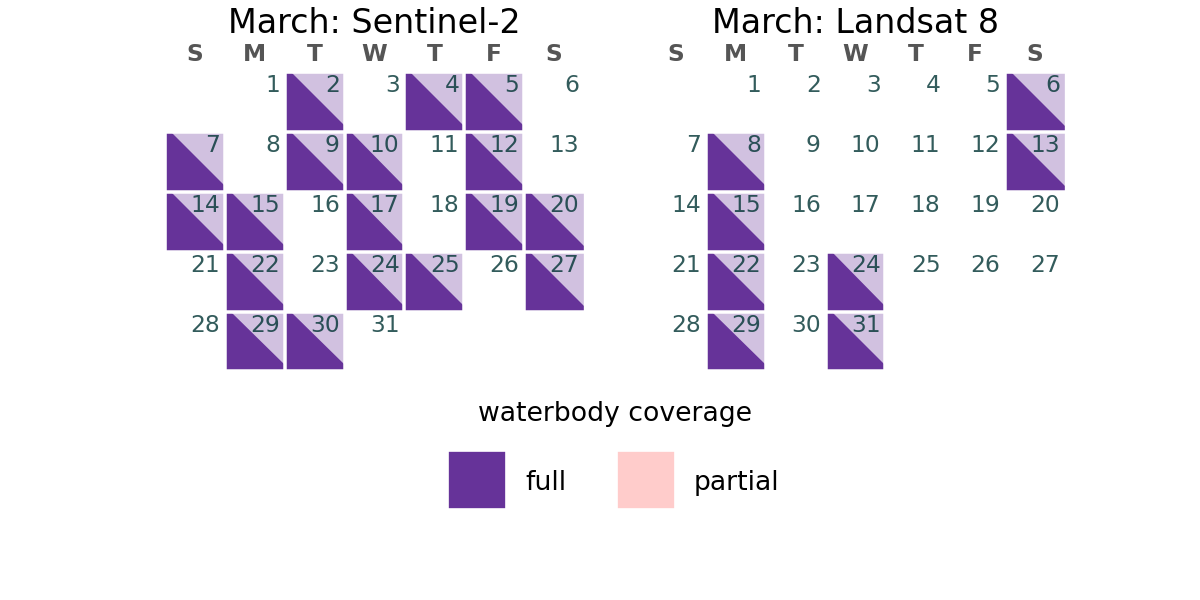 March: Sentinel-2
S M T W T F S
1 2 3 4 5 6
7 8 9 10 11 12 13
14 15 16 17 18 19 20
21 22 23 24 25 26 27
28 29 30 31
March: Landsat 8
S M T W T F S
1 2 3 4 5 6
7 8 9 10 11 12 13
14 15 16 17 18 19 20
21 22 23 24 25 26 27
28 29 30 31
waterbody coverage
full partial